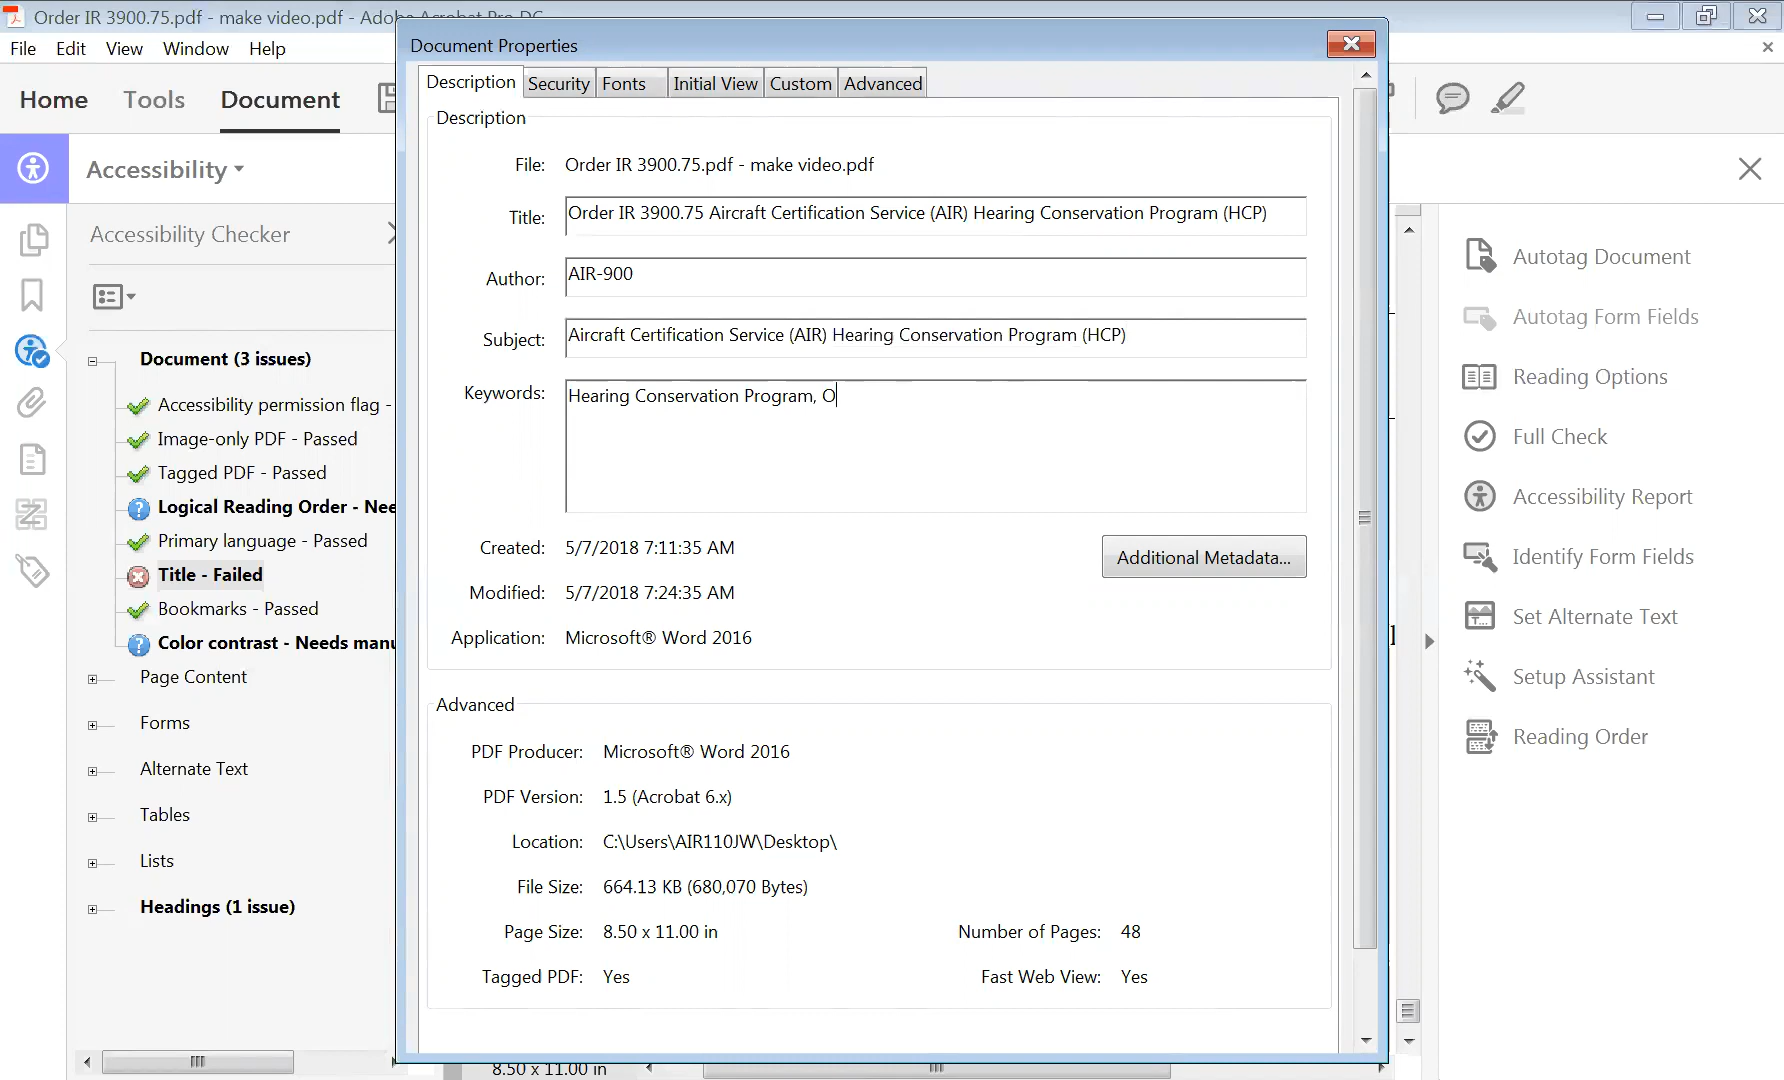 Order IR 3900.75.pdf - make video.pdf - Adobe Acrobat Pro DC
File Edit View Window Help
Home Tools Document
Accessibility
Accessibility Checker
Document (3 issues)
Accessibility permission flag -
Image-only PDF - Passed
Tagged PDF - Passed
Logical Reading Order - Nee
Primary language - Passed
Title - Failed
Bookmarks - Passed
Color contrast - Needs manu
Page Content
Forms
Alternate Text
Tables
Lists
Headings (1 issue)
Document Properties
Description Security Fonts Initial View Custom Advanced
Description
File: Order IR 3900.75.pdf - make video.pdf
Title: Order IR 3900.75 Aircraft Certification Service (AIR) Hearing Conservation Program (HCP)
Author: AIR-900
Subject: Aircraft Certification Service (AIR) Hearing Conservation Program (HCP)
Keywords: Hearing Conservation Program, O
Created: 5/7/2018 7:11:35 AM
Additional Metadata...
Modified: 5/7/2018 7:24:35 AM
Application: Microsoft® Word 2016
Advanced
PDF Producer: Microsoft® Word 2016
PDF Version: 1.5 (Acrobat 6.x)
Location: C:\Users\AIR110JW\Desktop\
File Size: 664.13 KB (680,070 Bytes)
Page Size: 8.50 x 11.00 in Number of Pages: 48
Tagged PDF: Yes Fast Web View: Yes
8.50 x 11.00 in
Autotag Document
Autotag Form Fields
Reading Options
Full Check
Accessibility Report
Identify Form Fields
Set Alternate Text
Setup Assistant
Reading Order